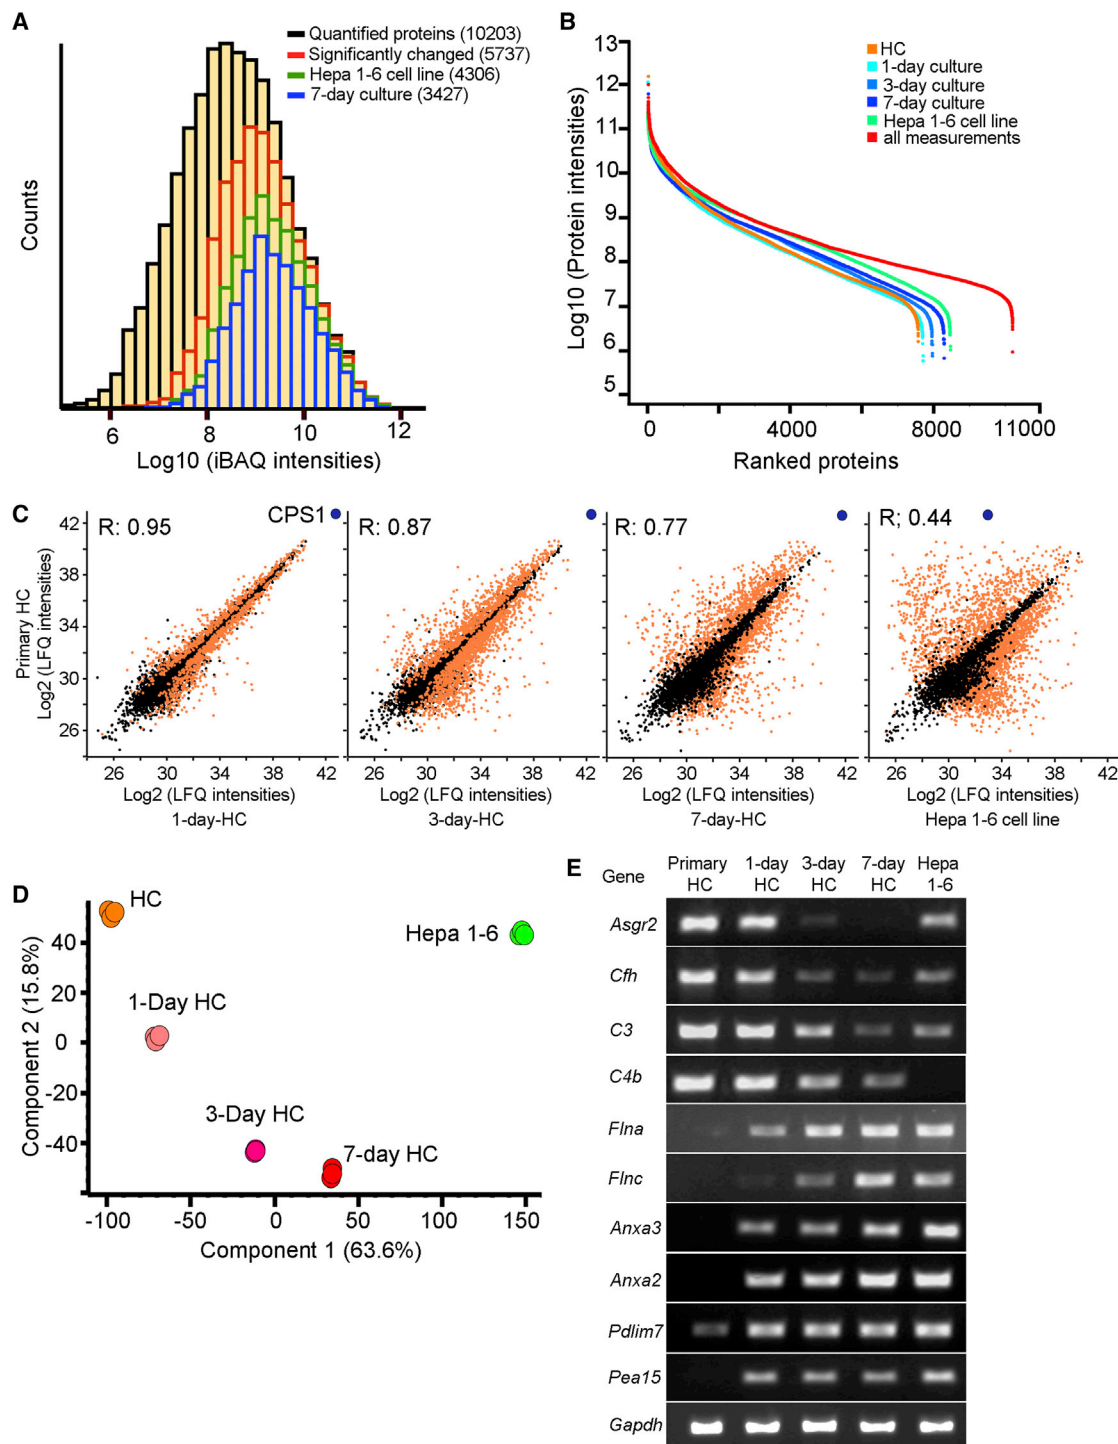 A
Quantified proteins (10203)
Significantly changed (5737)
Hepa 1-6 cell line (4306)
7-day culture (3427)
Counts
6 8 10 12
Log10 (iBAQ intensities)
B
13
12
11
10
9
8
7
6
5
Log10 (Protein intensities)
HC
1-day culture
3-day culture
7-day culture
Hepa 1-6 cell line
all measurements
0 4000 8000 11000
Ranked proteins
C
Primary HC
Log2 (LFQ intensities)
42
38
34
30
26
R: 0.95
CPS1
R: 0.87
R: 0.77
R; 0.44
26 30 34 38 42
26 30 34 38 42
26 30 34 38 42
26 30 34 38 42
Log2 (LFQ intensities)
1-day-HC
Log2 (LFQ intensities)
3-day-HC
Log2 (LFQ intensities)
7-day-HC
Log2 (LFQ intensities)
Hepa 1-6 cell line
D
Component 2 (15.8%)
40
20
0
-20
-40
HC
Hepa 1-6
1-Day HC
3-Day HC
7-day HC
-100 -50 0 50 100 150
Component 1 (63.6%)
E
Gene
Primary HC
1-day HC
3-day HC
7-day HC
Hepa 1-6
Asgr2
Cfh
C3
C4b
Flna
Flnc
Anxa3
Anxa2
Pdlim7
Pea15
Gapdh